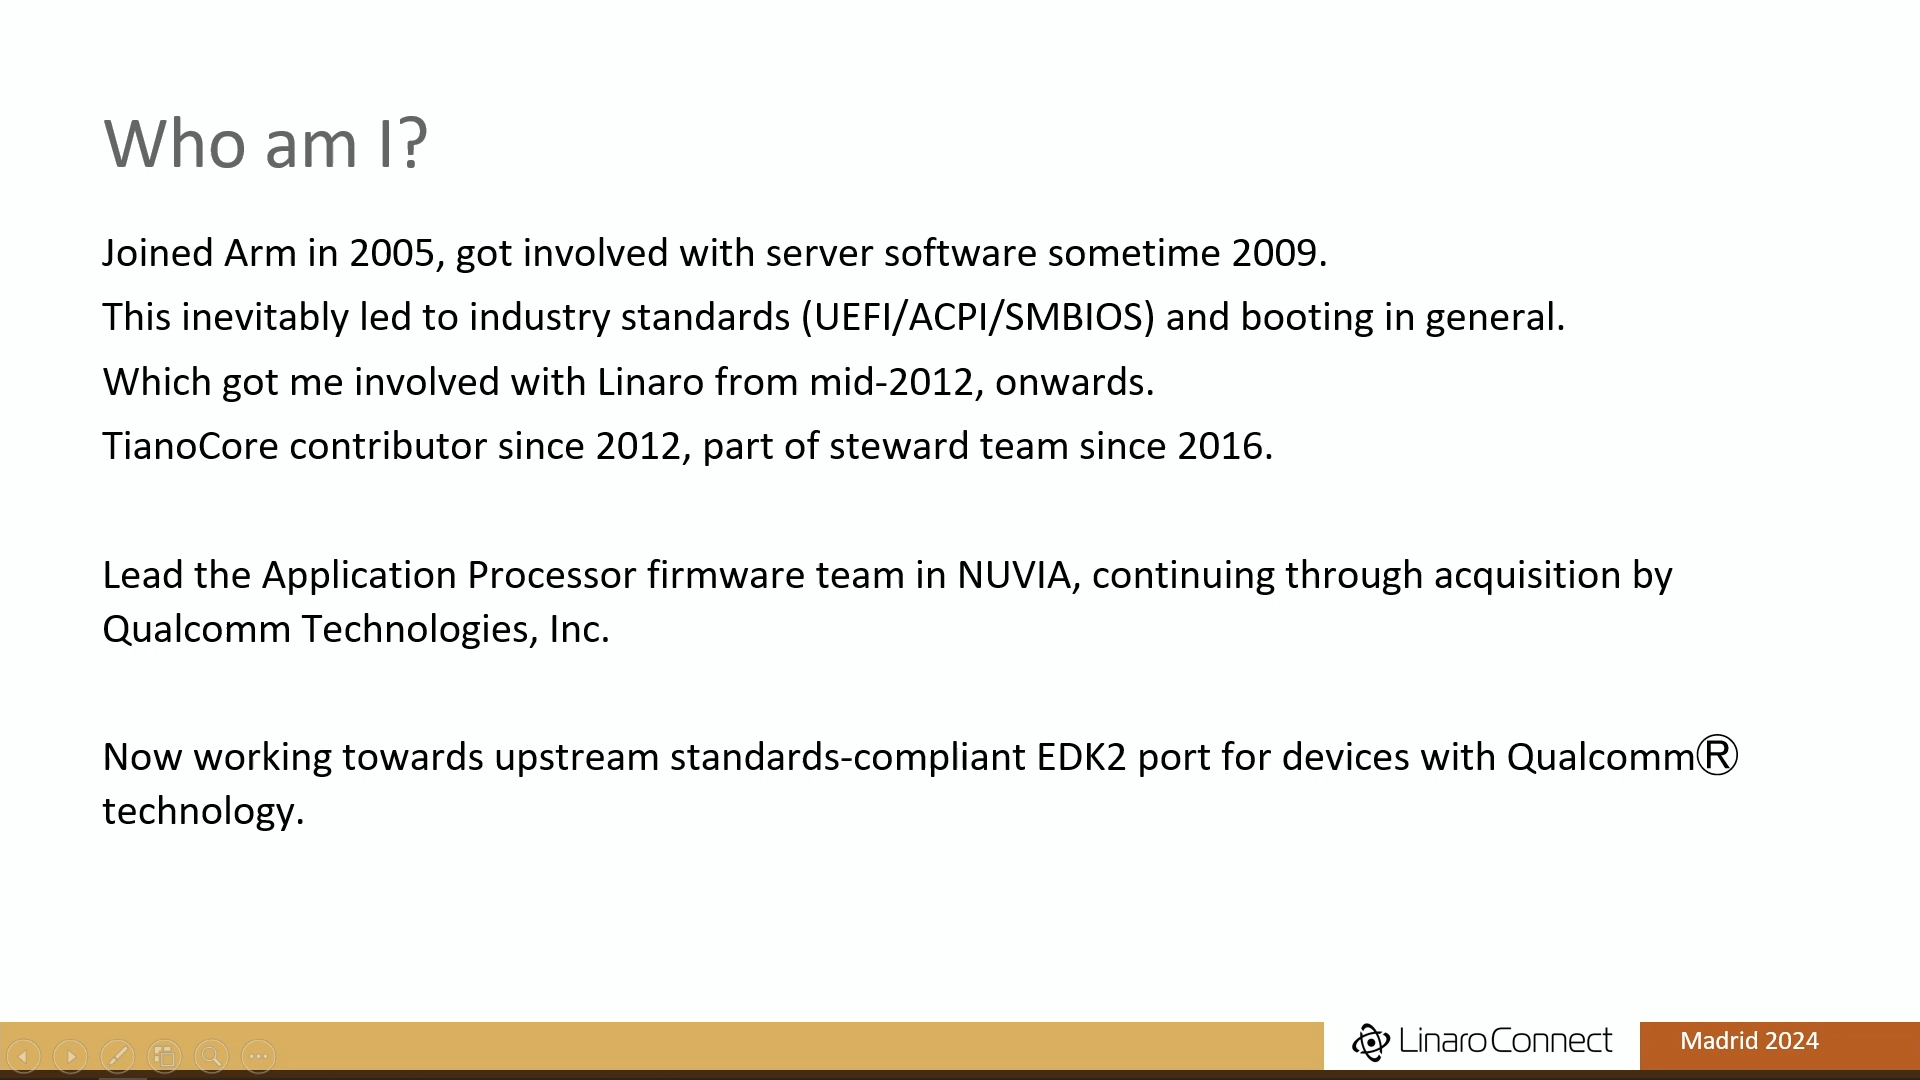 Who am I?
Joined Arm in 2005, got involved with server software sometime 2009.
This inevitably led to industry standards (UEFI/ACPI/SMBIOS) and booting in general.
Which got me involved with Linaro from mid-2012, onwards.
TianoCore contributor since 2012, part of steward team since 2016.
Lead the Application Processor firmware team in NUVIA, continuing through acquisition by
Qualcomm Technologies, Inc.
Now working towards upstream standards-compliant EDK2 port for devices with Qualcomm®
technology.
Linaro Connect
Madrid 2024